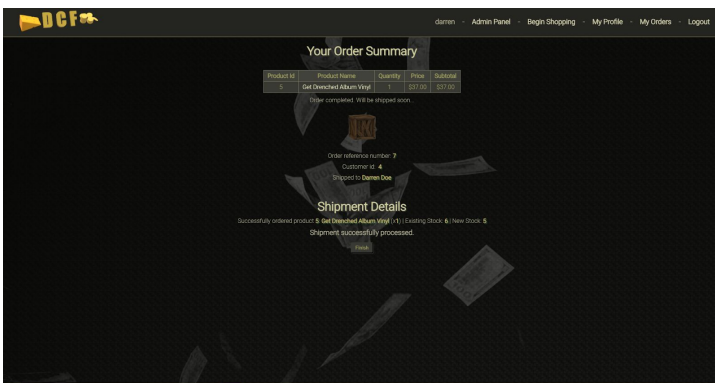 DCF
darren - Admin Panel - Begin Shopping - My Profile - My Orders - Logout
Your Order Summary
Product Id Product Name Quantity Price Subtotal
5 Get Drenched Album Vinyl 1 $37.00 $37.00
Order completed. Will be shipped soon...
Order reference number: 7
Customer id: 4
Shipped to Darren Doe
Shipment Details
Successfully ordered product 5: Get Drenched Album Vinyl (x1) | Existing Stock: 6 | New Stock: 5
Shipment successfully processed.
Finish